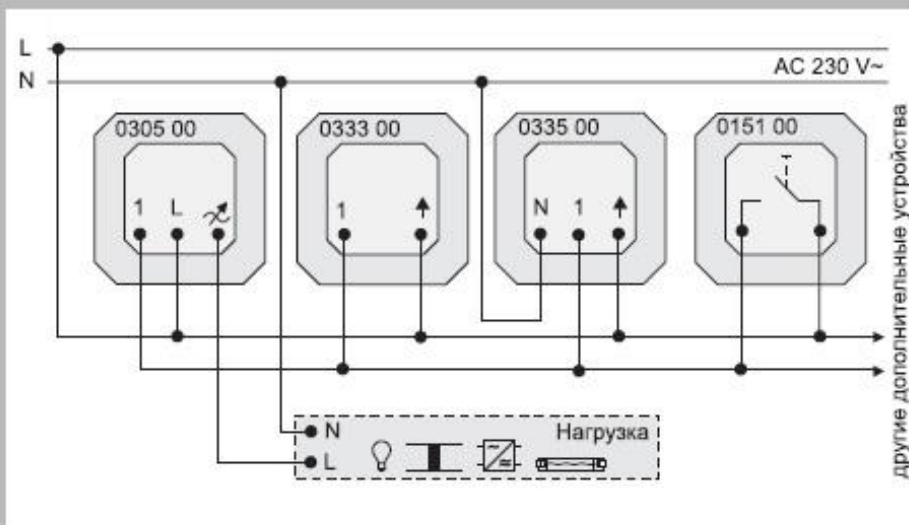 L
N
AC 230 V~
0305 00
0333 00
0335 00
0151 00
1 L
1
N 1
N
L
Нагрузка
другие дополнительные устройства